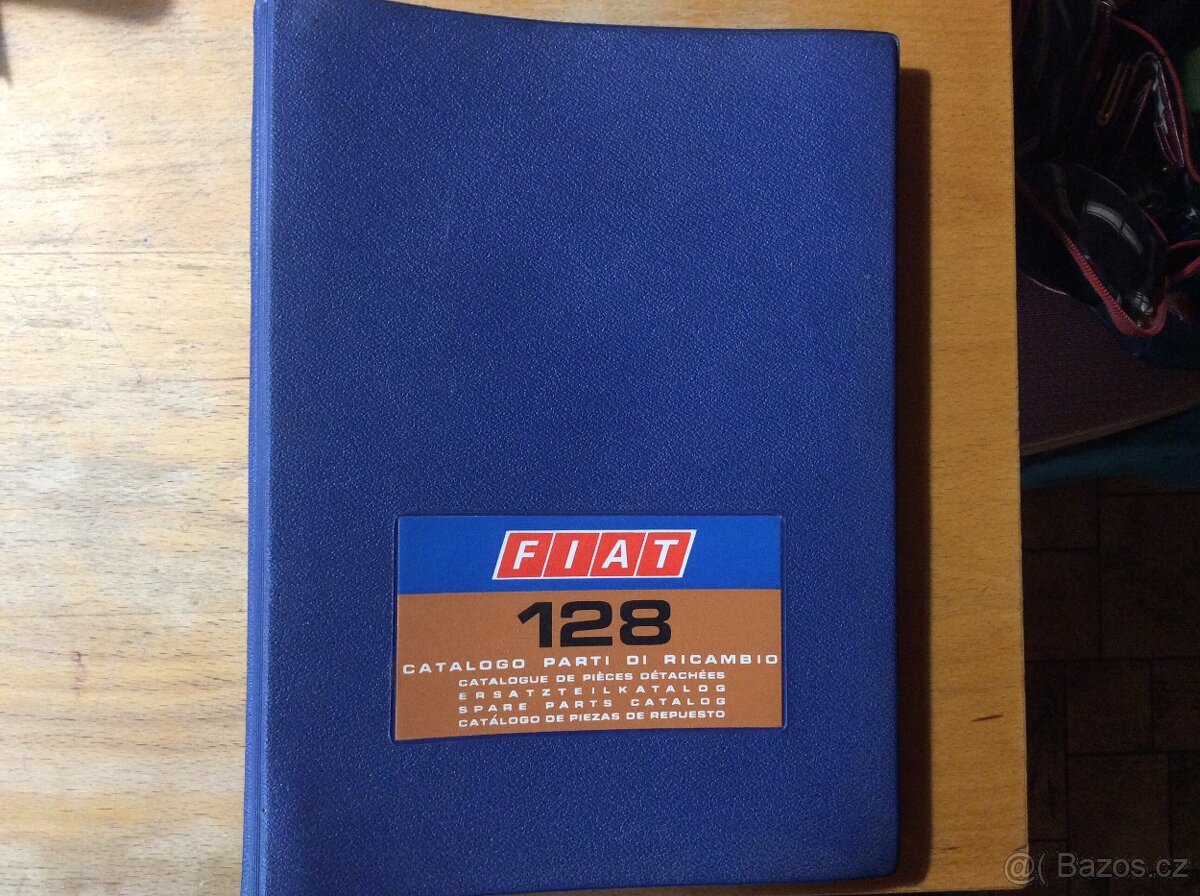 FIAT
128
CATALOGO PARTI DI RICAMBIO
CATALOGUE DE PIÈCES DÉTACHÉES
ERSATZTEILKATALOG
SPARE PARTS CATALOG
CATÁLOGO DE PIEZAS DE REPUESTO
@( Bazos.cz